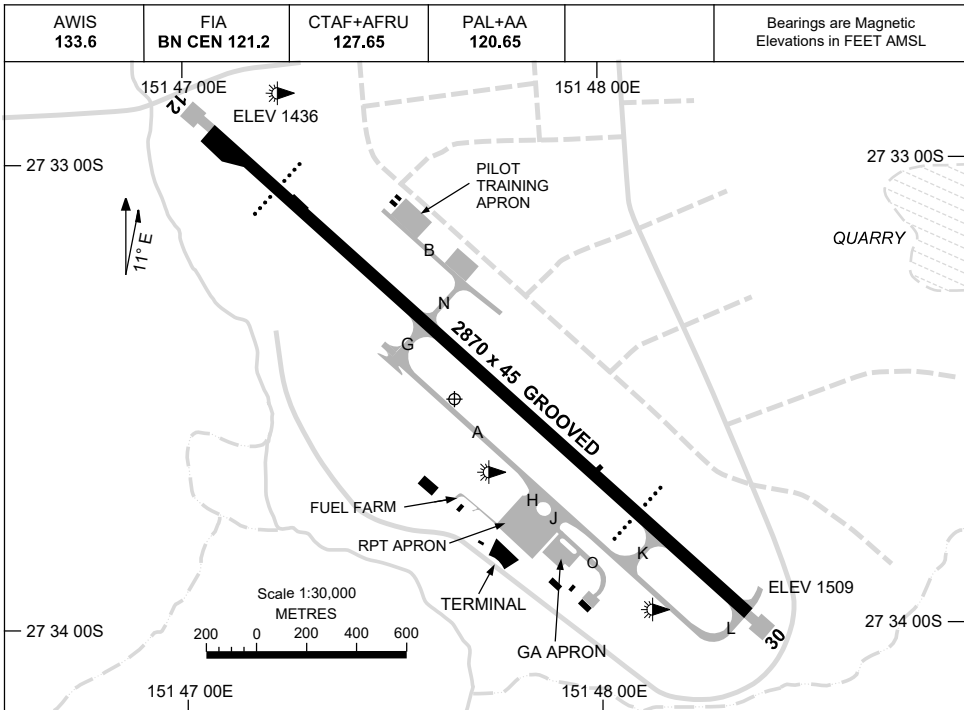 AWIS
133.6
FIA
BN CEN 121.2
CTAF+AFRU
127.65
PAL+AA
120.65
Bearings are Magnetic
Elevations in FEET AMSL
151 47 00E
151 48 00E
12
ELEV 1436
27 33 00S
27 33 00S
PILOT
TRAINING
APRON
QUARRY
11° E
B
N
G
2870 x 45 GROOVED
A
FUEL FARM
H
J
RPT APRON
K
O
TERMINAL
ELEV 1509
Scale 1:30,000
METRES
200 0 200 400 600
GA APRON
L
30
27 34 00S
27 34 00S
151 47 00E
151 48 00E